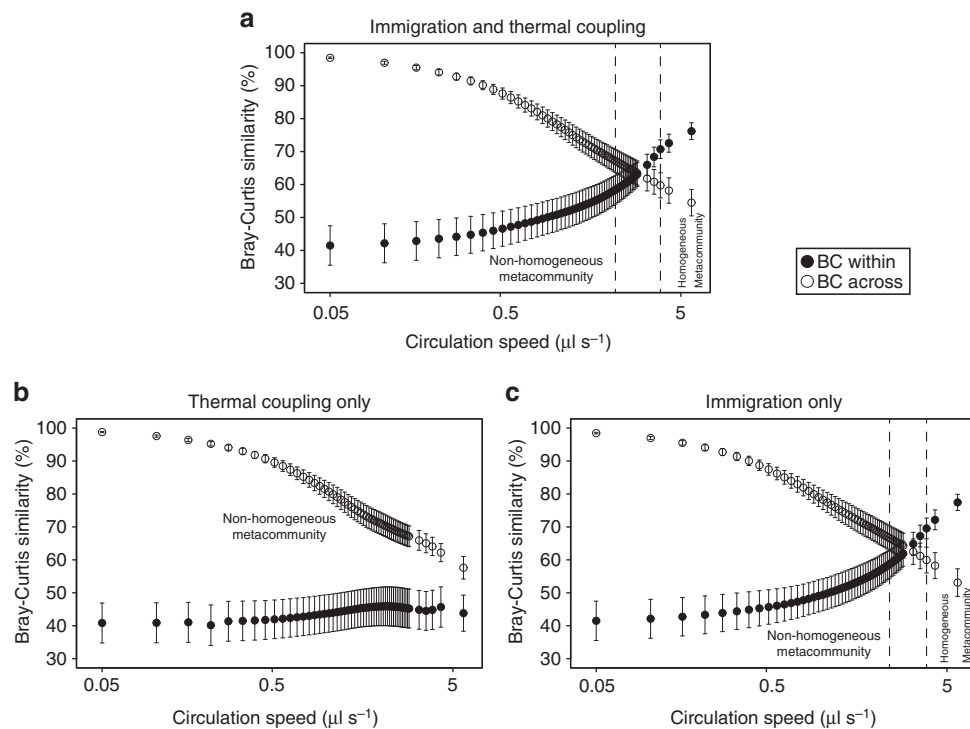 a
Immigration and thermal coupling
Bray-Curtis similarity (%)
100
90
80
70
60
50
40
30
Non-homogeneous
metacommunity
Homogeneous
Metacommunity
0.05
0.5
5
Circulation speed (μl s⁻¹)
BC within
BC across
b
Thermal coupling only
Bray-Curtis similarity (%)
100
90
80
70
60
50
40
30
Non-homogeneous
metacommunity
0.05
0.5
5
Circulation speed (μl s⁻¹)
c
Immigration only
Bray-Curtis similarity (%)
100
90
80
70
60
50
40
30
Non-homogeneous
metacommunity
Homogeneous
Metacommunity
0.05
0.5
5
Circulation speed (μl s⁻¹)